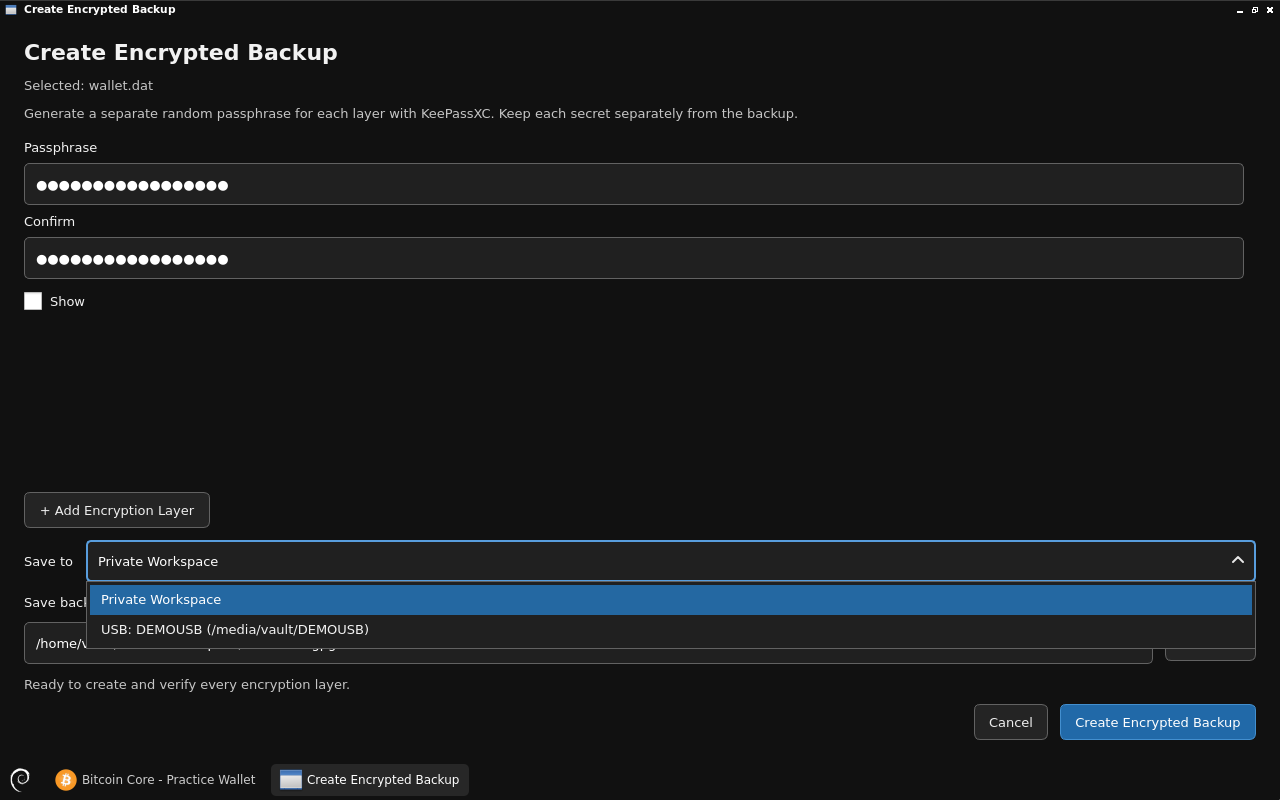 Create Encrypted Backup
Create Encrypted Backup
Selected: wallet.dat
Generate a separate random passphrase for each layer with KeePassXC. Keep each secret separately from the backup.
Passphrase
●●●●●●●●●●●●●●●●●
Confirm
●●●●●●●●●●●●●●●●●
Show
+ Add Encryption Layer
Save to
Private Workspace
Private Workspace
USB: DEMOUSB (/media/vault/DEMOUSB)
Save
Ready to create and verify every encryption layer.
Cancel
Create Encrypted Backup
Bitcoin Core - Practice Wallet
Create Encrypted Backup